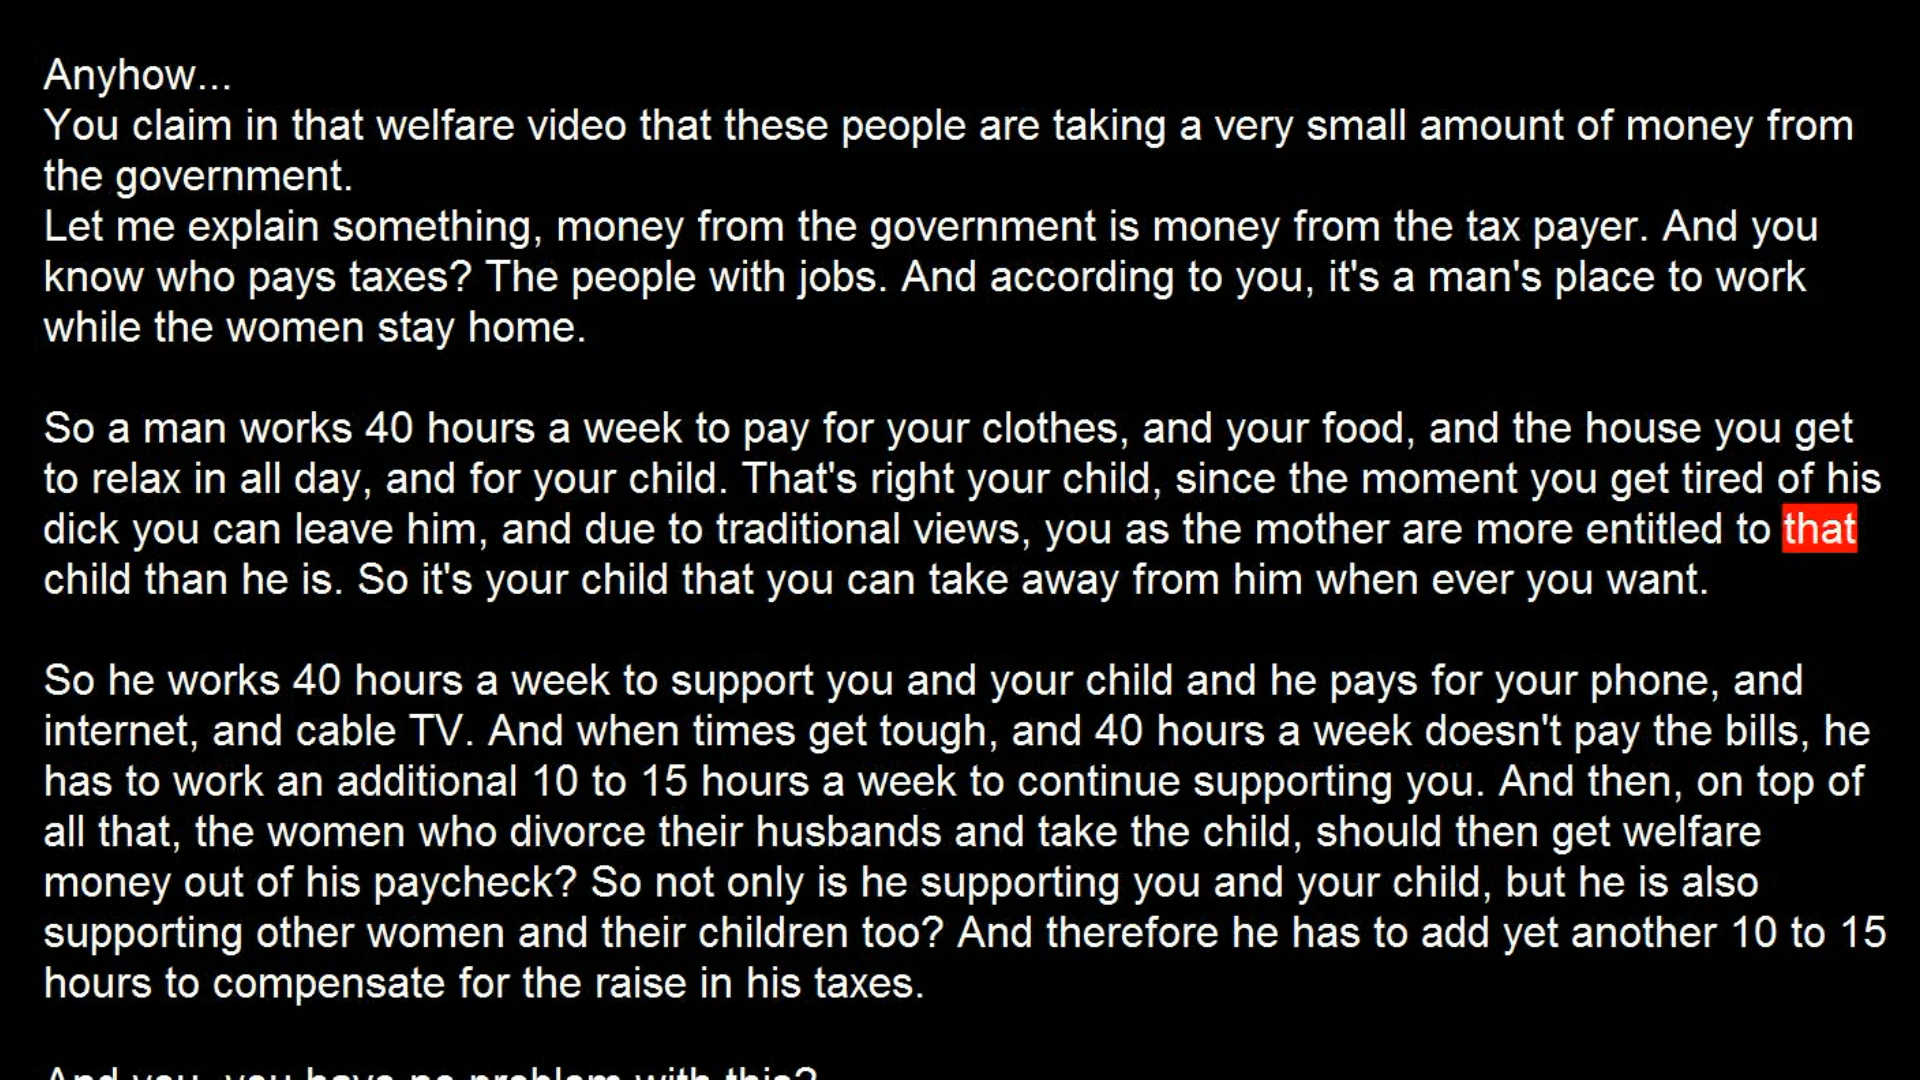 Anyhow...
You claim in that welfare video that these people are taking a very small amount of money from
the government.
Let me explain something, money from the government is money from the tax payer. And you
know who pays taxes? The people with jobs. And according to you, it's a man's place to work
while the women stay home.
So a man works 40 hours a week to pay for your clothes, and your food, and the house you get
to relax in all day, and for your child. That's right your child, since the moment you get tired of his
dick you can leave him, and due to traditional views, you as the mother are more entitled to that
child than he is. So it's your child that you can take away from him when ever you want.
So he works 40 hours a week to support you and your child and he pays for your phone, and
internet, and cable TV. And when times get tough, and 40 hours a week doesn't pay the bills, he
has to work an additional 10 to 15 hours a week to continue supporting you. And then, on top of
all that, the women who divorce their husbands and take the child, should then get welfare
money out of his paycheck? So not only is he supporting you and your child, but he is also
supporting other women and their children too? And therefore he has to add yet another 10 to 15
hours to compensate for the raise in his taxes.
And you, you have no problem with this?